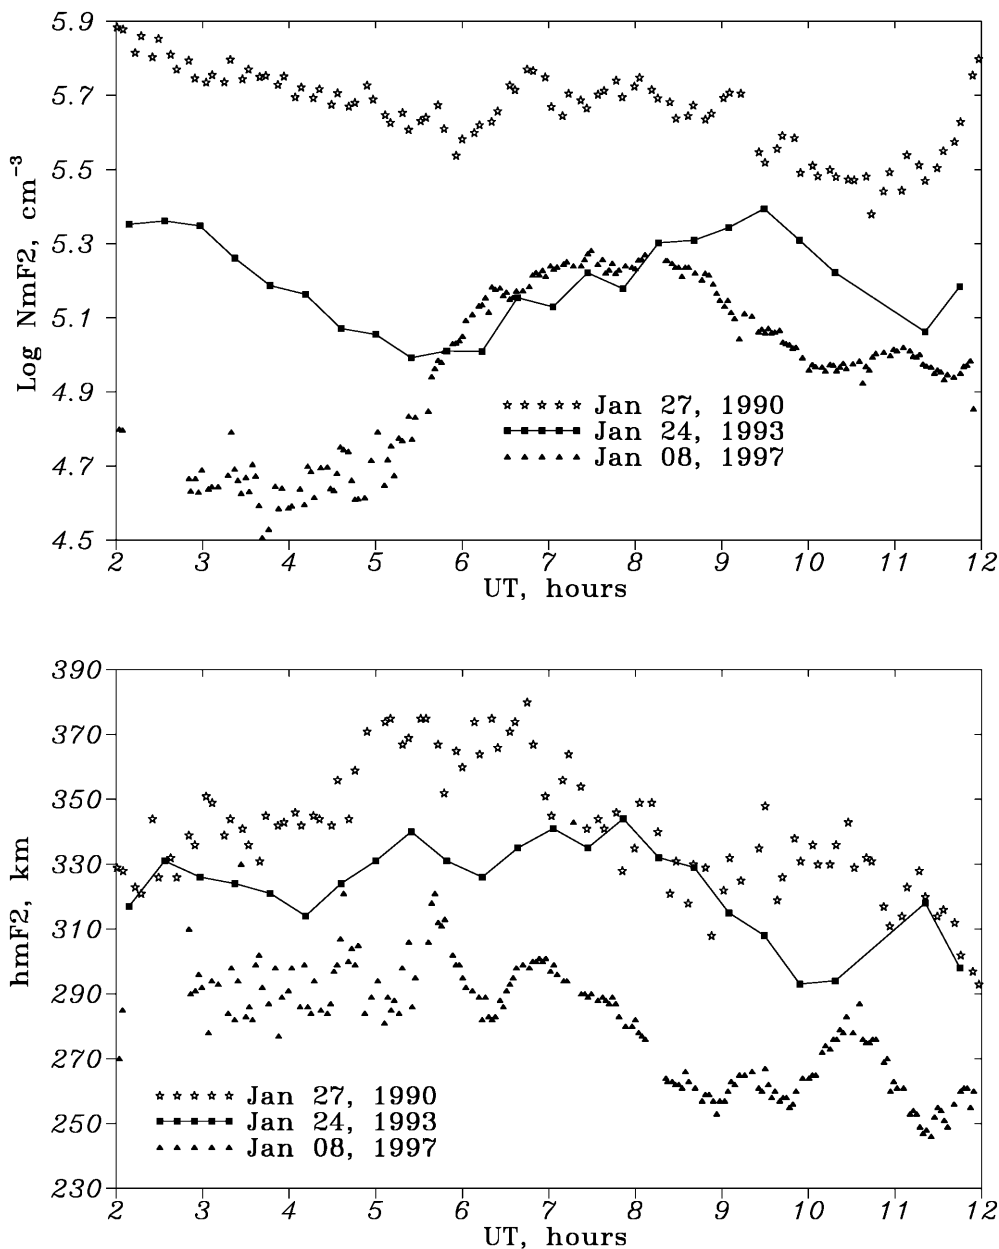 5.9
5.7
5.5
5.3
5.1
4.9
4.7
4.5
Log NmF2, cm⁻³
Jan 27, 1990
Jan 24, 1993
Jan 08, 1997
2 3 4 5 6 7 8 9 10 11 12
UT, hours
390
370
350
330
310
290
270
250
230
hmF2, km
Jan 27, 1990
Jan 24, 1993
Jan 08, 1997
2 3 4 5 6 7 8 9 10 11 12
UT, hours